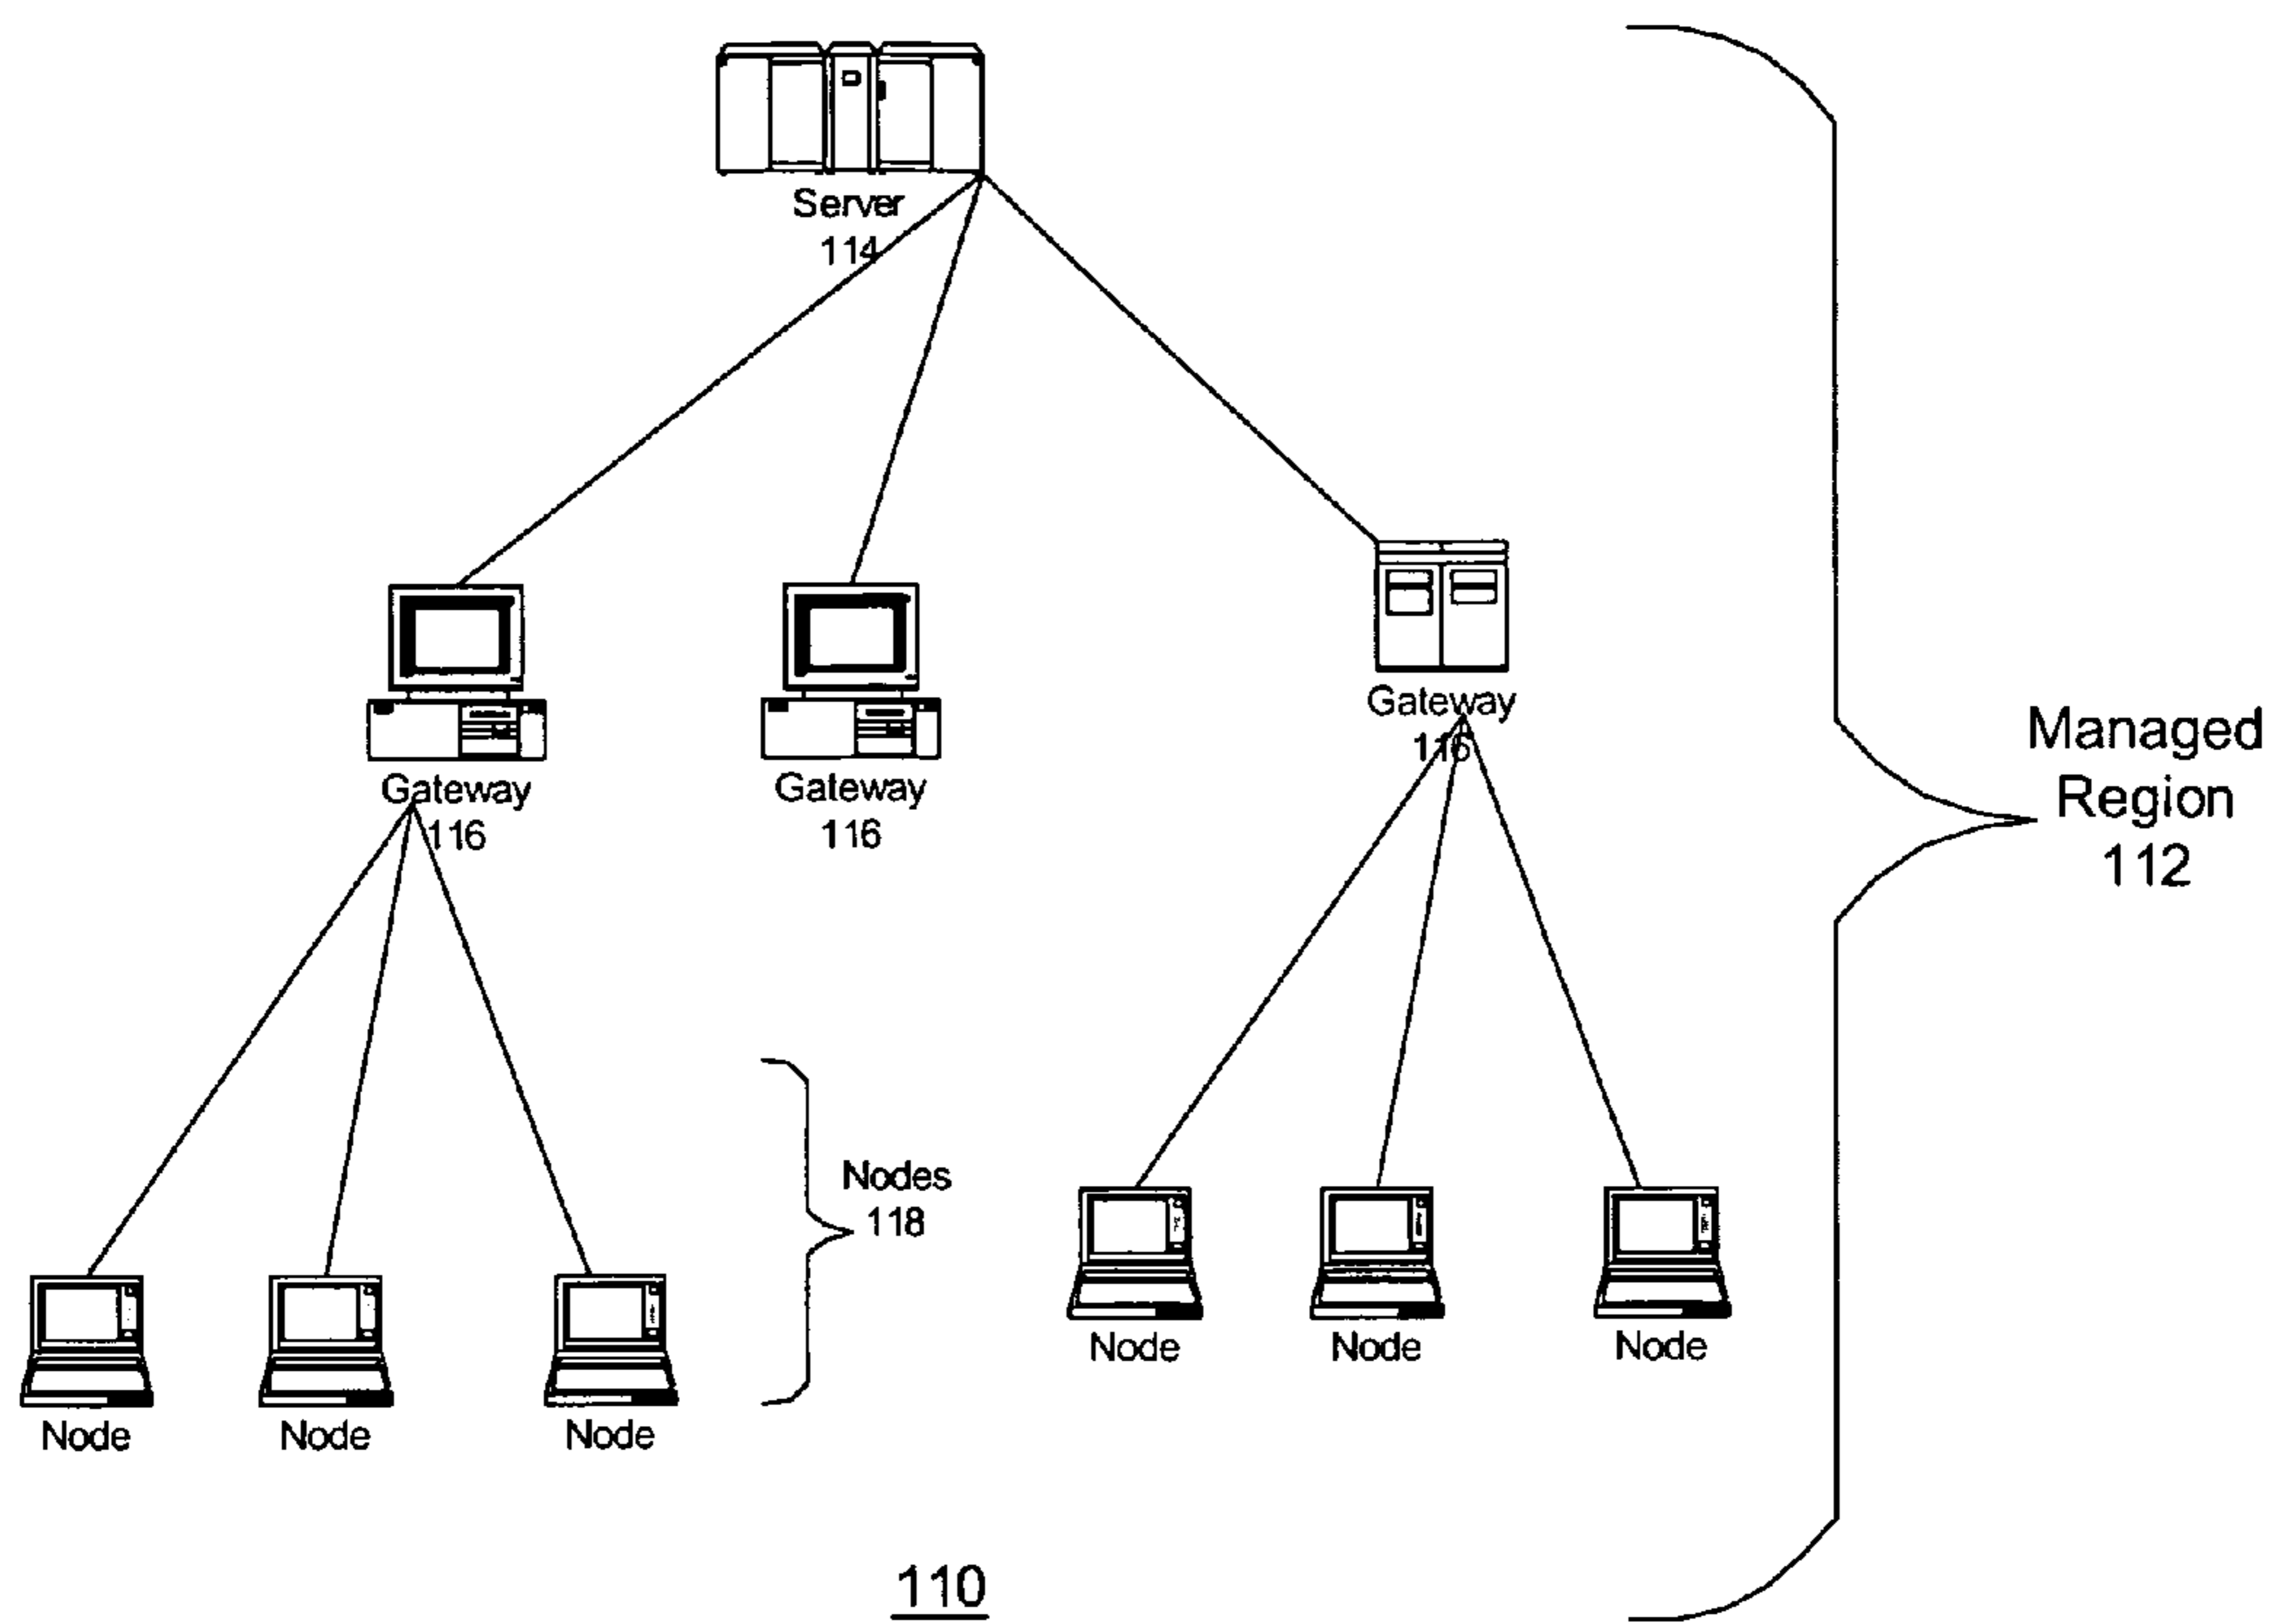 Server
114
Gateway
116
Gateway
116
Gateway
116
Managed
Region
112
Nodes
118
Node
Node
Node
Node
Node
Node
110